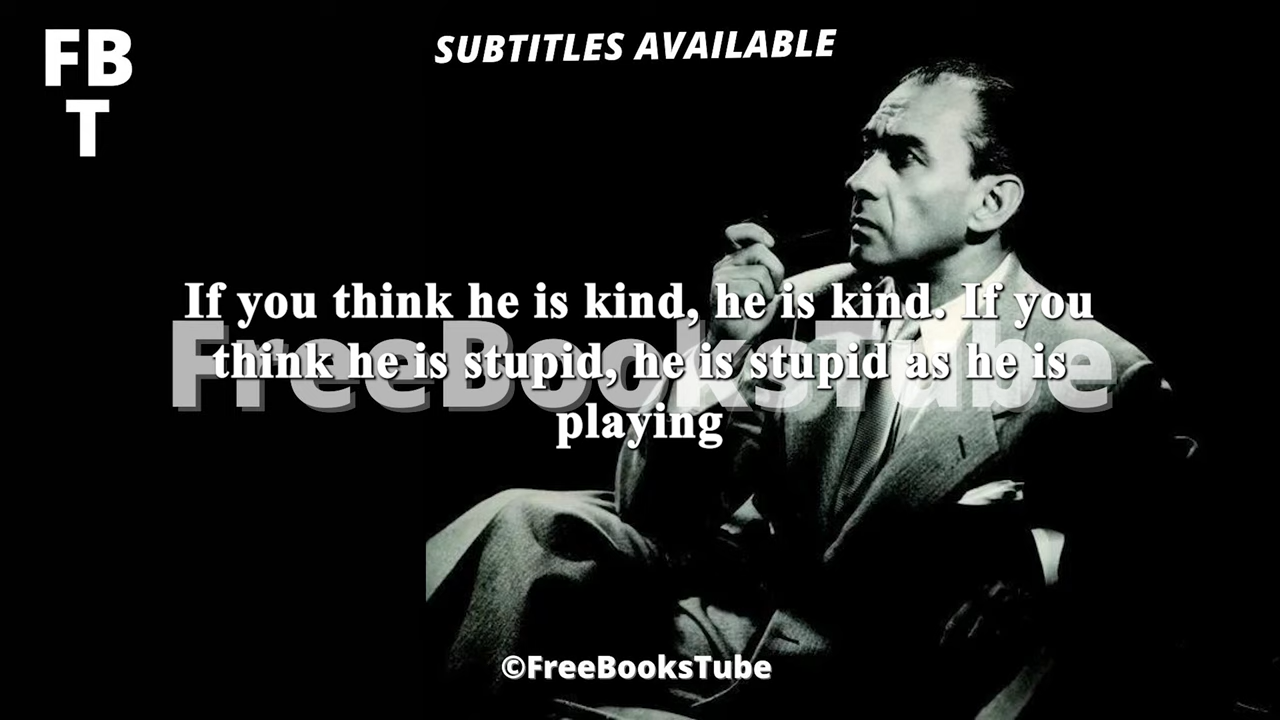 FB
T
SUBTITLES AVAILABLE
If you think he is kind, he is kind. If you
think he is stupid, he is stupid as he is
playing
FreeBooksTube
©FreeBooksTube